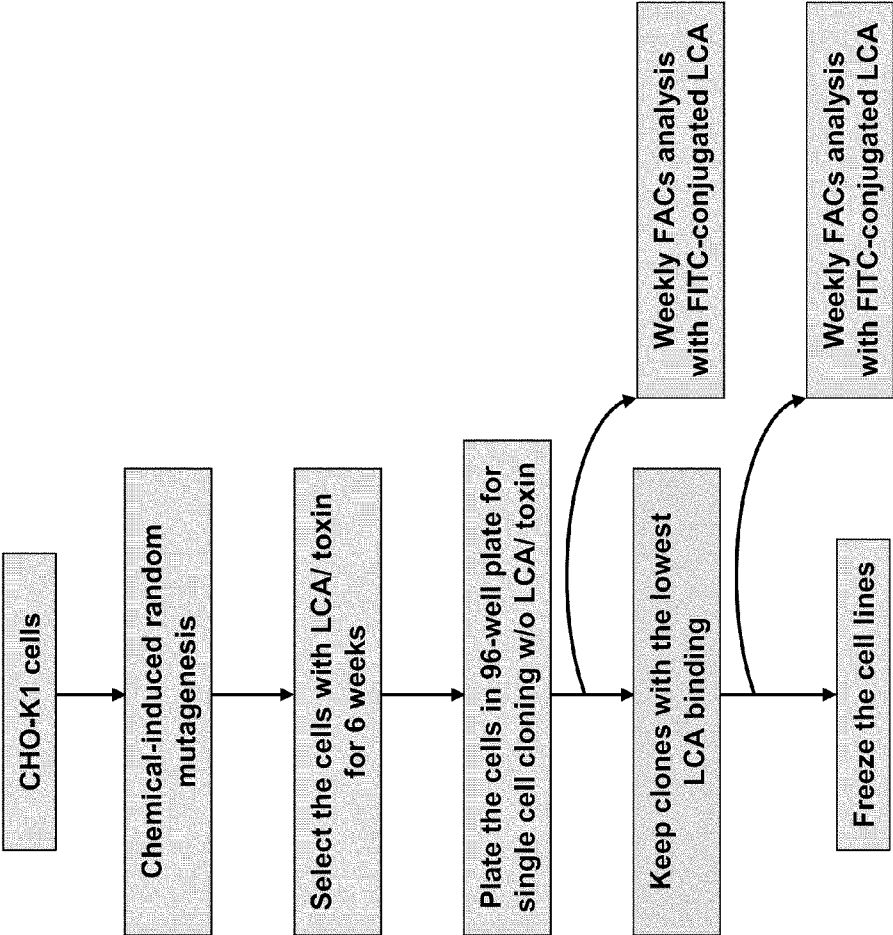 CHO-K1 cells
Chemical-induced random
mutagenesis
Select the cells with LCA/ toxin
for 6 weeks
Plate the cells in 96-well plate for
single cell cloning w/o LCA/ toxin
Weekly FACs analysis
with FITC-conjugated LCA
Keep clones with the lowest
LCA binding
Weekly FACs analysis
with FITC-conjugated LCA
Freeze the cell lines